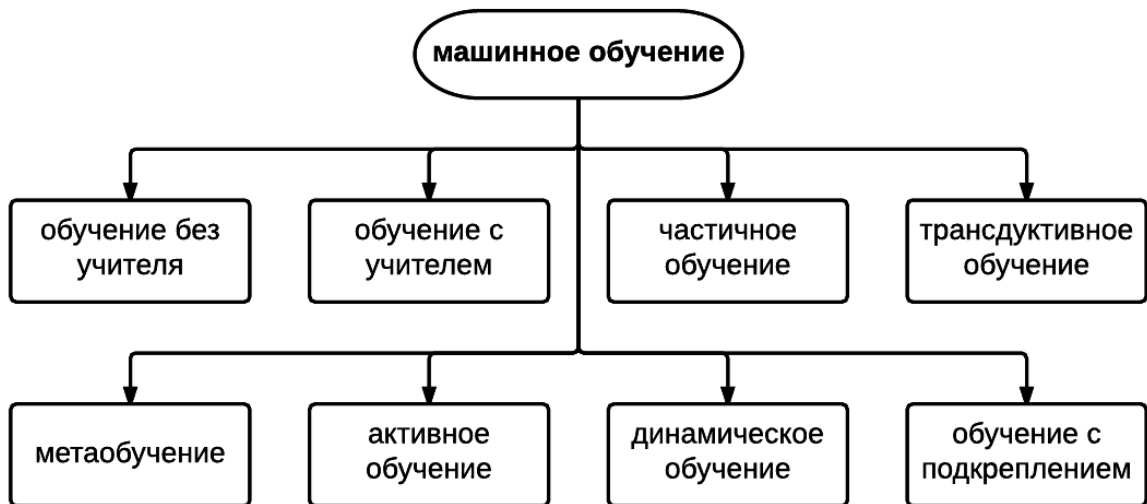 машинное обучение
обучение без
учителя
обучение с
учителем
частичное
обучение
трансдуктивное
обучение
метаобучение
активное
обучение
динамическое
обучение
обучение с
подкреплением